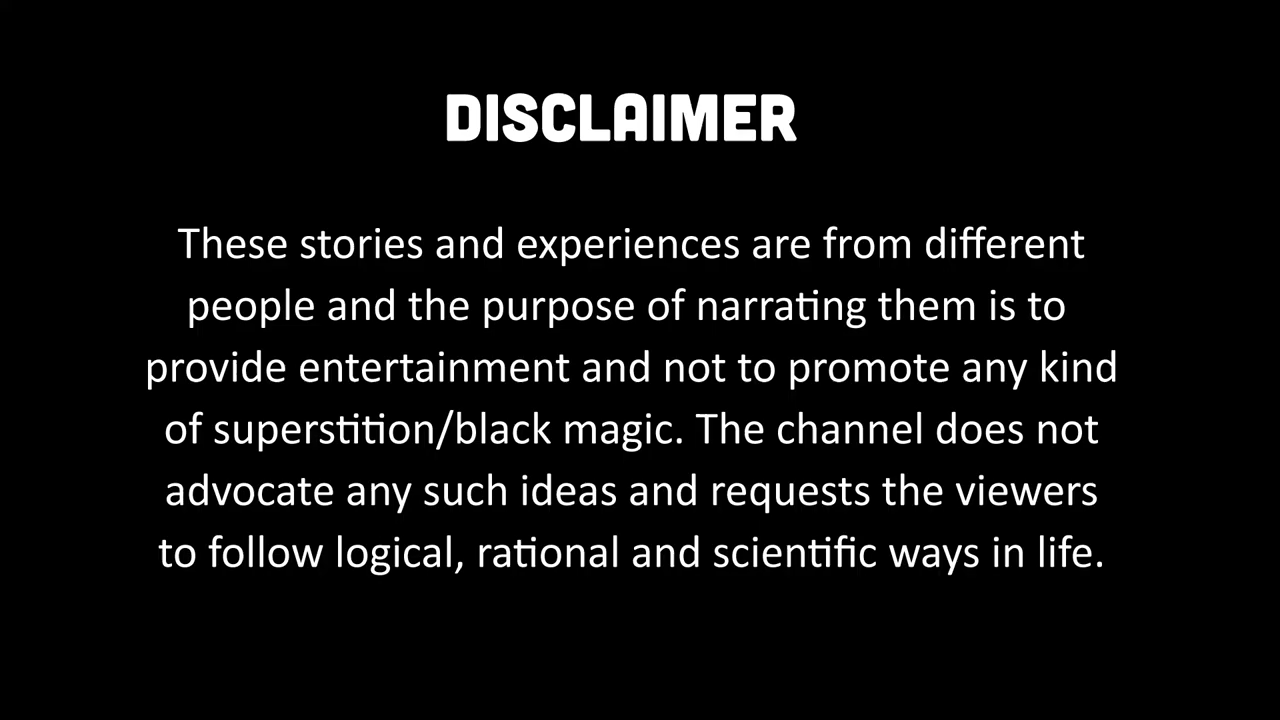 DISCLAIMER
These stories and experiences are from different
people and the purpose of narrating them is to
provide entertainment and not to promote any kind
of superstition/black magic. The channel does not
advocate any such ideas and requests the viewers
to follow logical, rational and scientific ways in life.